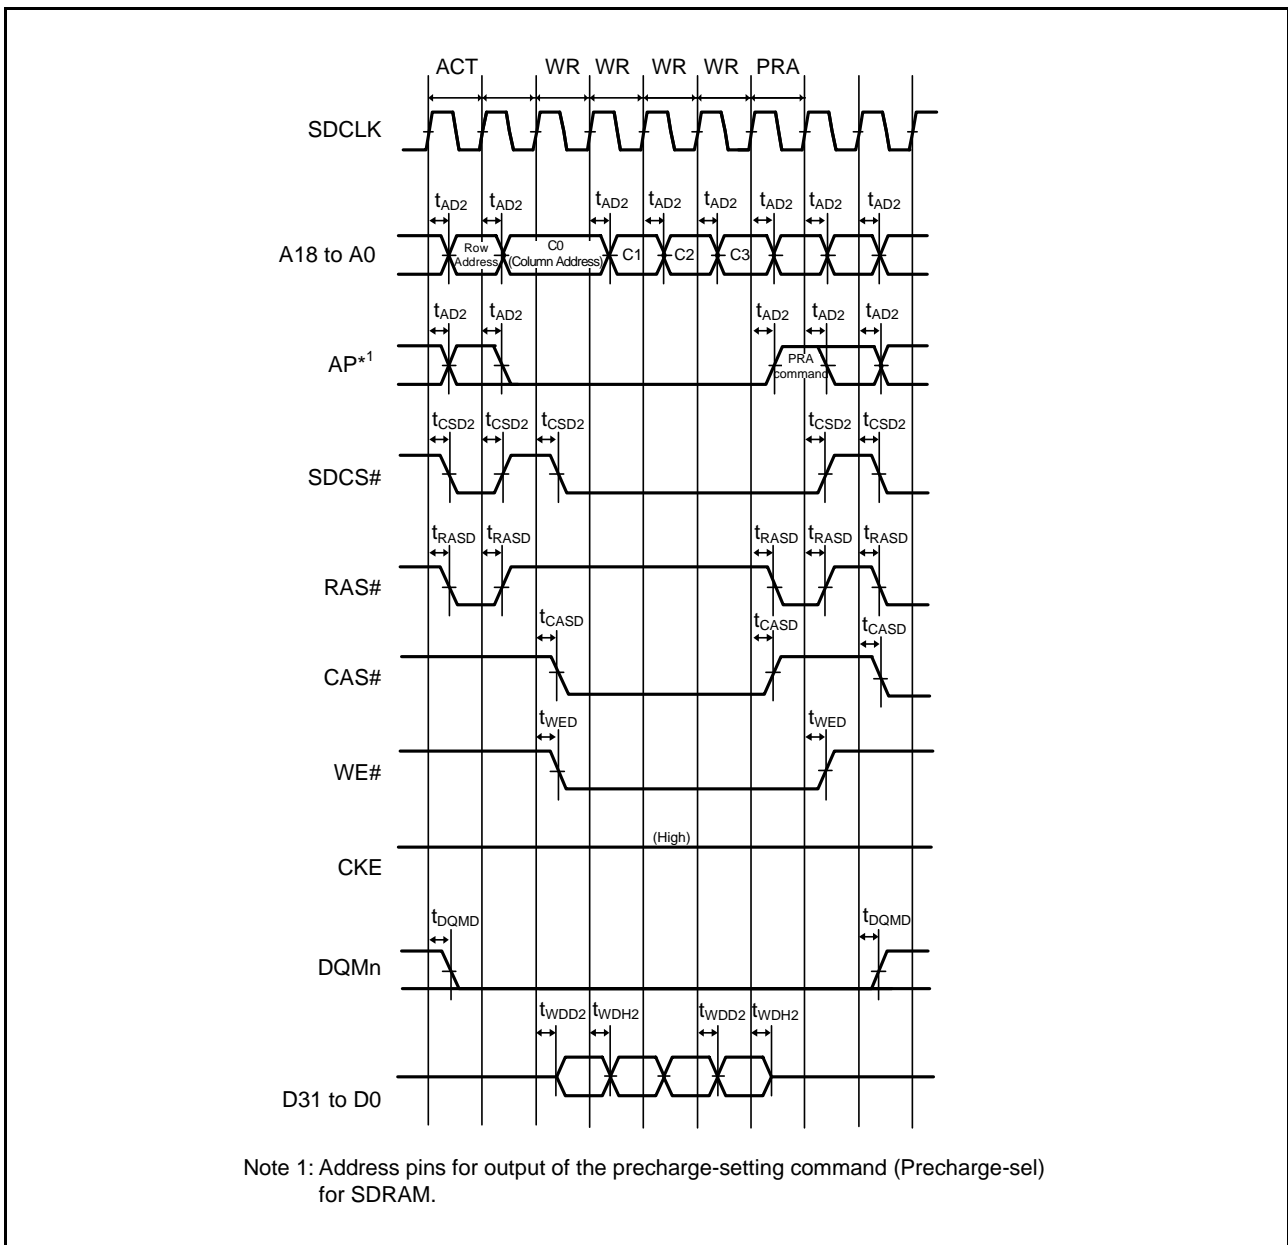 ACT WR WR WR WR PRA
SDCLK
tAD2 tAD2 tAD2 tAD2 tAD2 tAD2 tAD2 tAD2
A18 to A0
Row
Address
C0
(Column Address)
C1 C2 C3
tAD2 tAD2 tAD2 tAD2 tAD2
AP*1
PRA
command
tCSD2 tCSD2 tCSD2 tCSD2 tCSD2
SDCS#
tRASD tRASD tRASD tRASD tRASD
RAS#
tCASD tCASD tCASD
CAS#
tWED tWED
WE#
(High)
CKE
tDQMD tDQMD
DQMn
tWDD2 tWDH2 tWDD2 tWDH2
D31 to D0
Note 1: Address pins for output of the precharge-setting command (Precharge-sel)
for SDRAM.